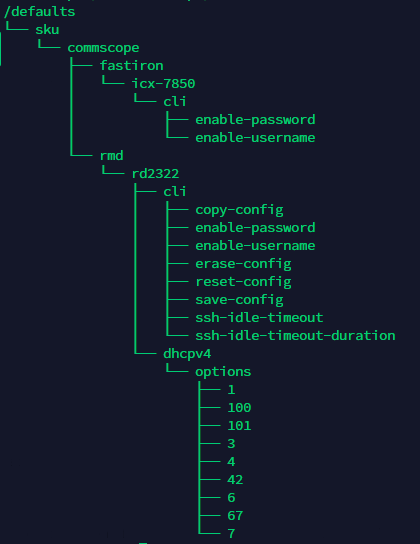 /defaults
└── sku
    └── commscope
        ├── fastiron
        │   └── icx-7850
        │       └── cli
        │           ├── enable-password
        │           └── enable-username
        └── rmd
            └── rd2322
                ├── cli
                │   ├── copy-config
                │   ├── enable-password
                │   ├── enable-username
                │   ├── erase-config
                │   ├── reset-config
                │   ├── save-config
                │   ├── ssh-idle-timeout
                │   └── ssh-idle-timeout-duration
                └── dhcpv4
                    └── options
                        ├── 1
                        ├── 100
                        ├── 101
                        ├── 3
                        ├── 4
                        ├── 42
                        ├── 6
                        ├── 67
                        └── 7